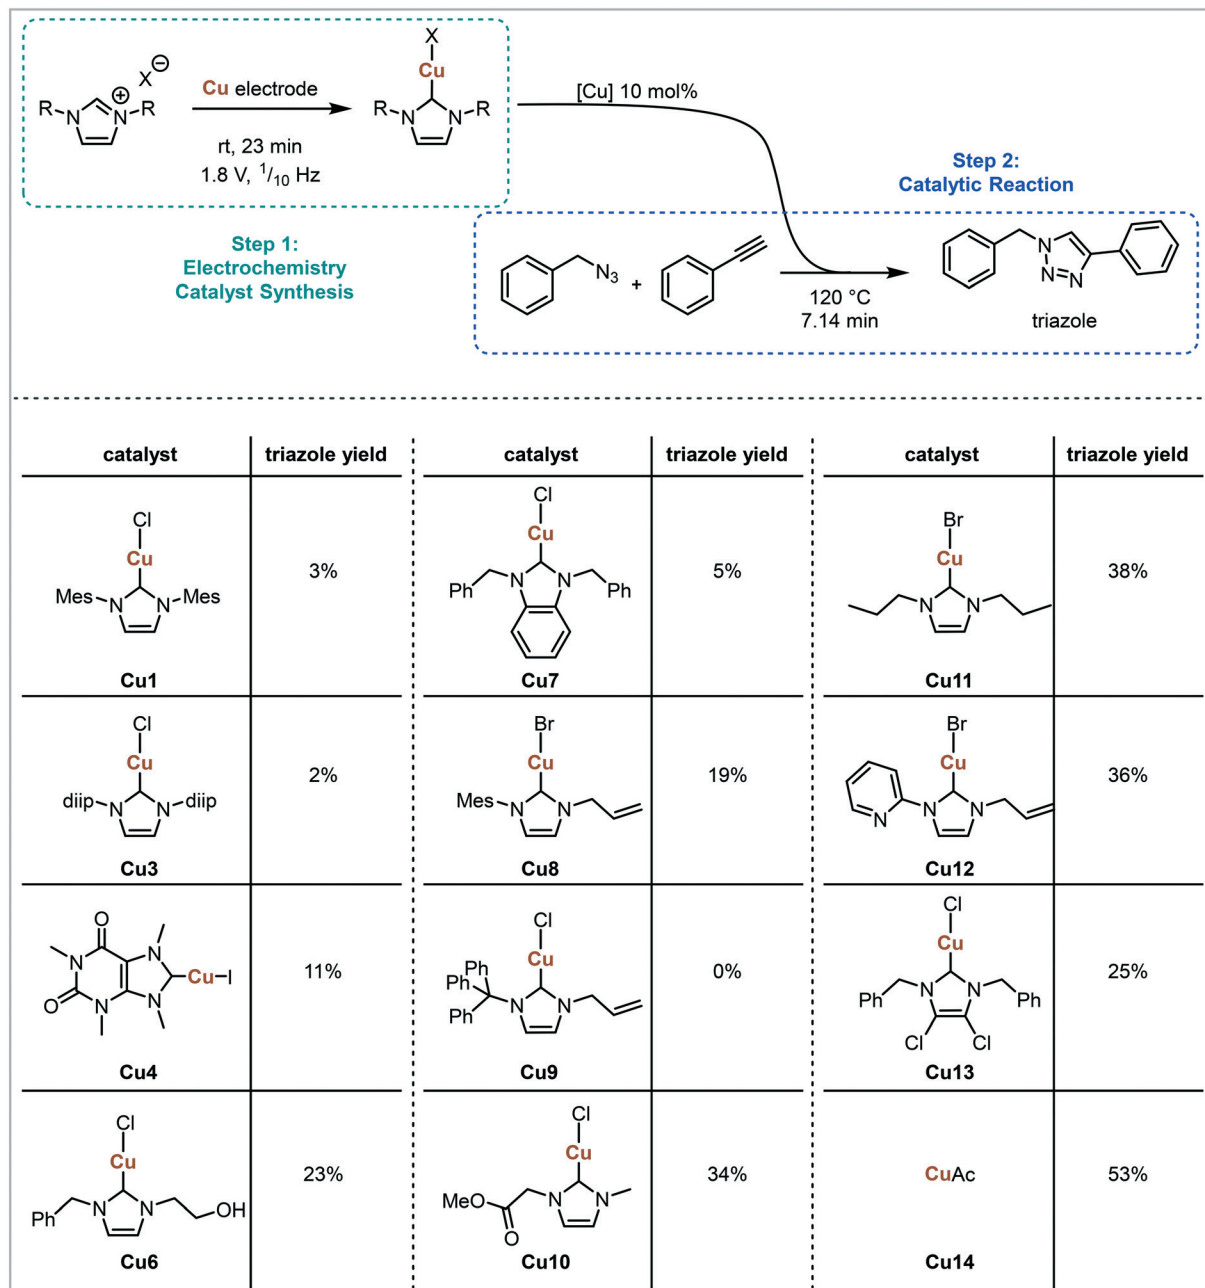 X
X⊖
Cu
R N ⊕ N R
Cu electrode
R N N R
rt, 23 min
1.8 V, 1/10 Hz
[Cu] 10 mol%
Step 1:
Electrochemistry
Catalyst Synthesis
Step 2:
Catalytic Reaction
N3
+
120 °C
7.14 min
N
N N
triazole
catalyst triazole yield
Cl
Cu
Mes N N Mes
Cu1
3%
Cl
Cu
diip N N diip
Cu3
2%
O
N N
Cu I
O N N
Cu4
11%
Cl
Cu
N N
Ph OH
Cu6
23%
catalyst triazole yield
Cl
Cu
N N
Ph Ph
Cu7
5%
Br
Cu
Mes N N
Cu8
19%
Cl
Cu
Ph
Ph
Ph
N N
Cu9
0%
Cl
Cu
N N
MeO
O
Cu10
34%
catalyst triazole yield
Br
Cu
N N
Cu11
38%
Br
Cu
N N N
Cu12
36%
Cl
Cu
N N
Ph Ph
Cl Cl
Cu13
25%
CuAc
Cu14
53%